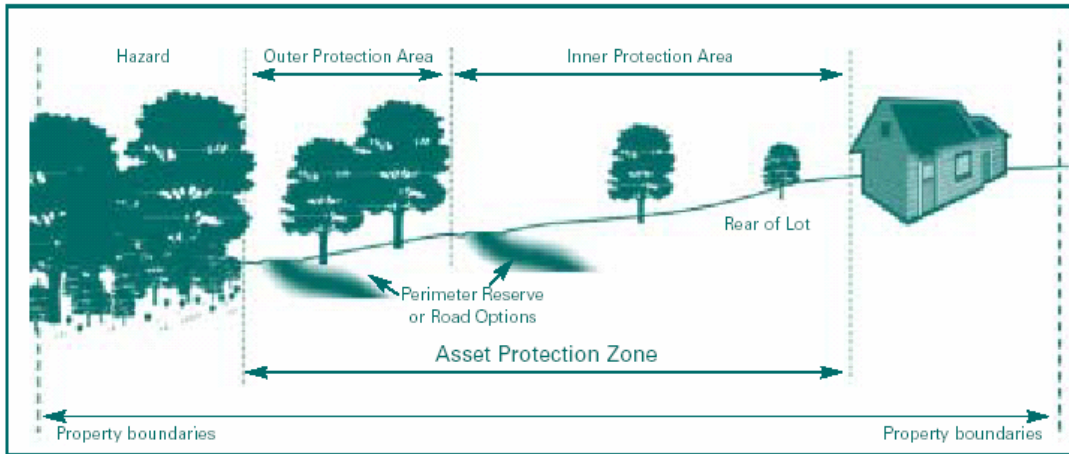 Hazard
Outer Protection Area
Inner Protection Area
Rear of Lot
Perimeter Reserve
or Road Options
Asset Protection Zone
Property boundaries
Property boundaries